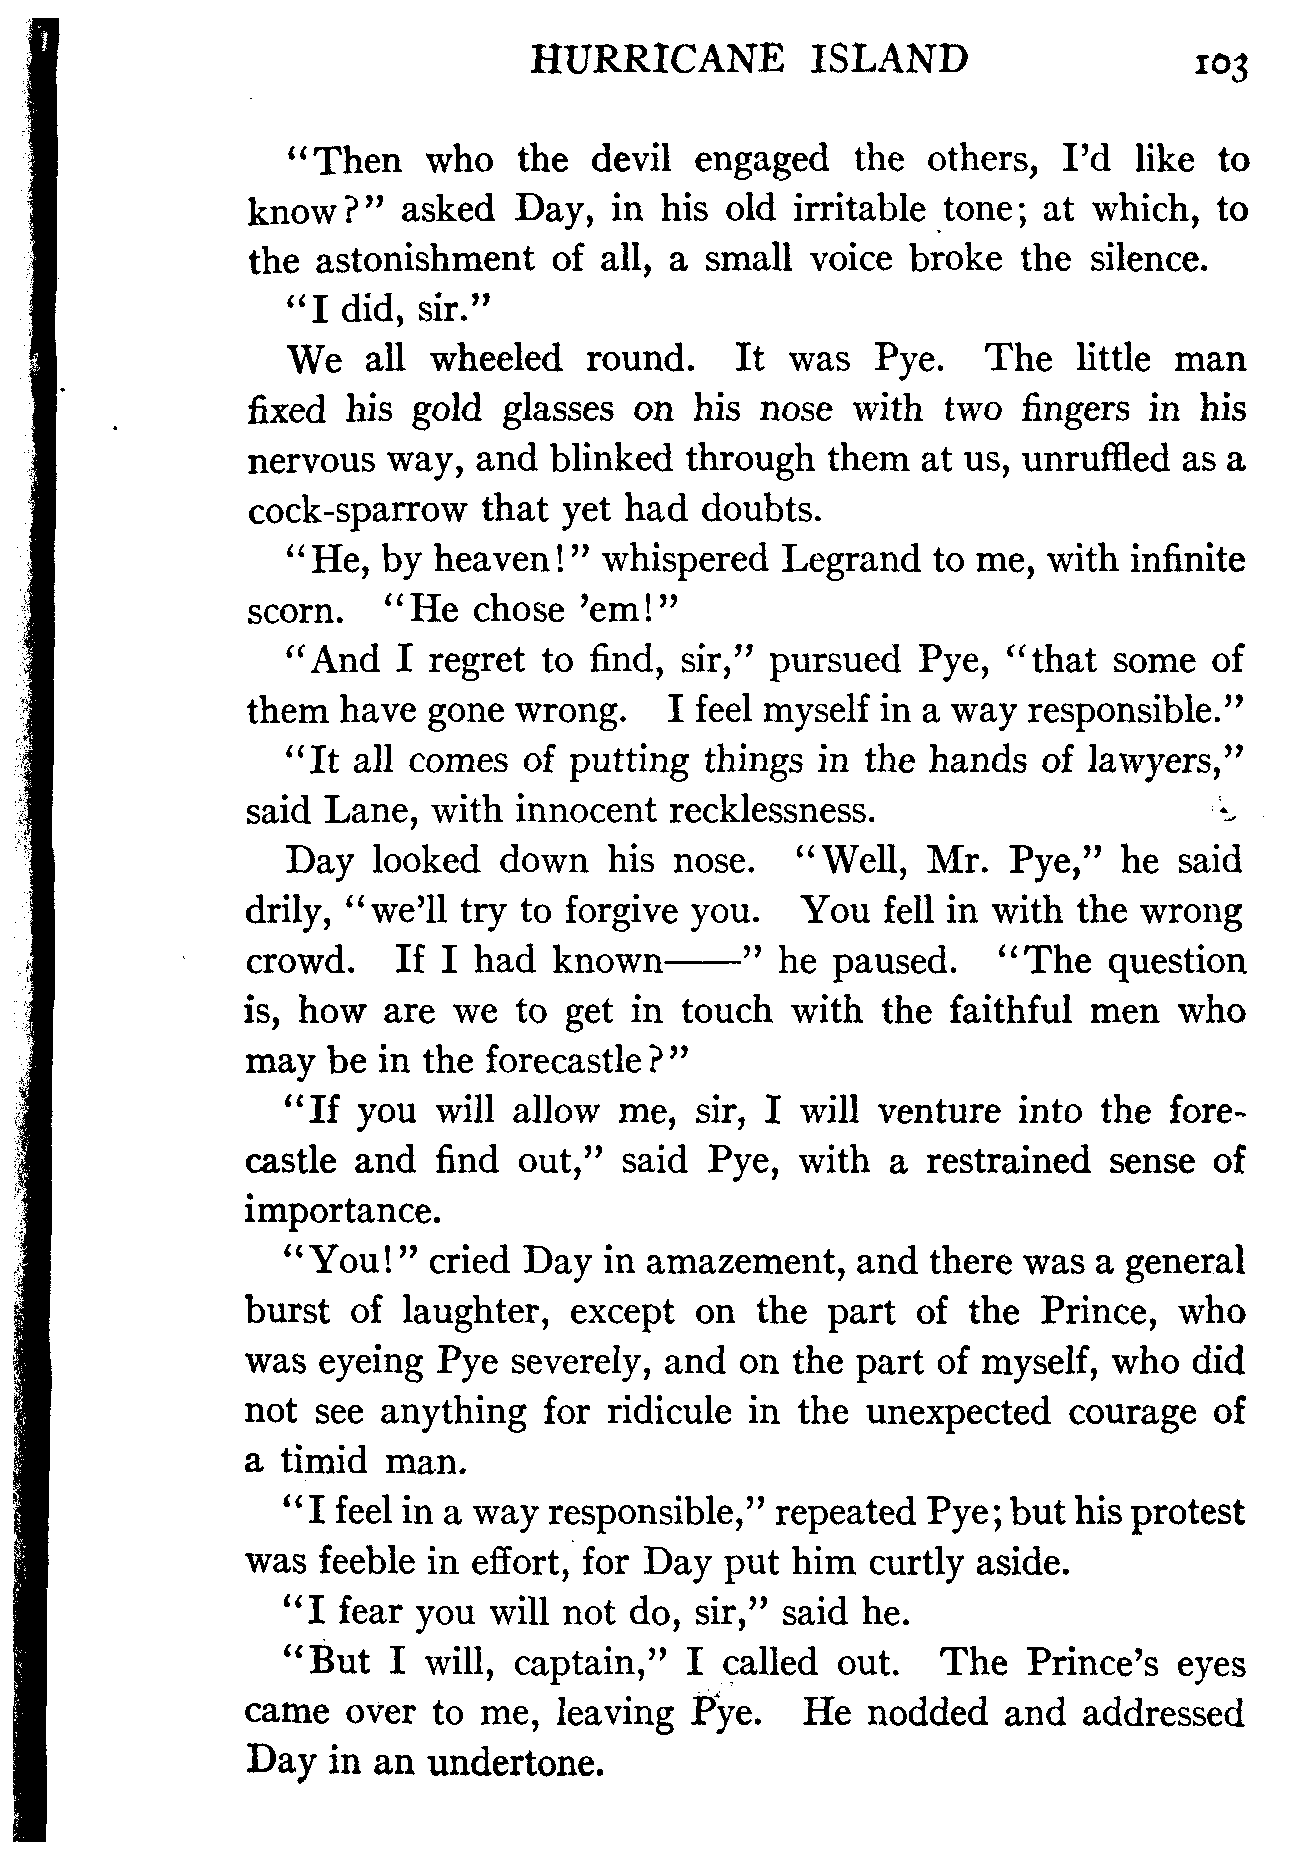 HURRICANE ISLAND 103
"Then who the devil engaged the others, I'd like to
know?" asked Day, in his old irritable tone; at which, to
the astonishment of all, a small voice broke the silence.
"I did, sir."
We all wheeled round. It was Pye. The little man
fixed his gold glasses on his nose with two fingers in his
nervous way, and blinked through them at us, unruffled as a
cock-sparrow that yet had doubts.
"He, by heaven!" whispered Legrand to me, with infinite
scorn. "He chose 'em!"
"And I regret to find, sir," pursued Pye, "that some of
them have gone wrong. I feel myself in a way responsible."
"It all comes of putting things in the hands of lawyers,"
said Lane, with innocent recklessness.
Day looked down his nose. "Well, Mr. Pye," he said
drily, "we'll try to forgive you. You fell in with the wrong
crowd. If I had known——" he paused. "The question
is, how are we to get in touch with the faithful men who
may be in the forecastle?"
"If you will allow me, sir, I will venture into the fore-
castle and find out," said Pye, with a restrained sense of
importance.
"You!" cried Day in amazement, and there was a general
burst of laughter, except on the part of the Prince, who
was eyeing Pye severely, and on the part of myself, who did
not see anything for ridicule in the unexpected courage of
a timid man.
"I feel in a way responsible," repeated Pye; but his protest
was feeble in effort, for Day put him curtly aside.
"I fear you will not do, sir," said he.
"But I will, captain," I called out. The Prince's eyes
came over to me, leaving Pye. He nodded and addressed
Day in an undertone.